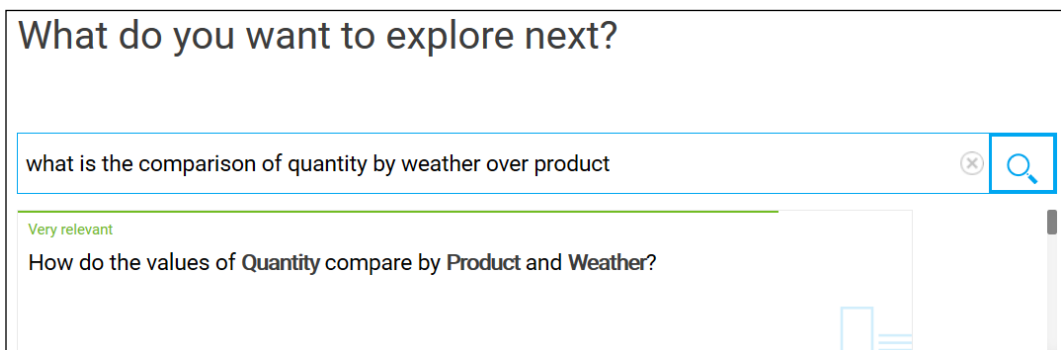 What do you want to explore next?
what is the comparison of quantity by weather over product
Very relevant
How do the values of Quantity compare by Product and Weather?